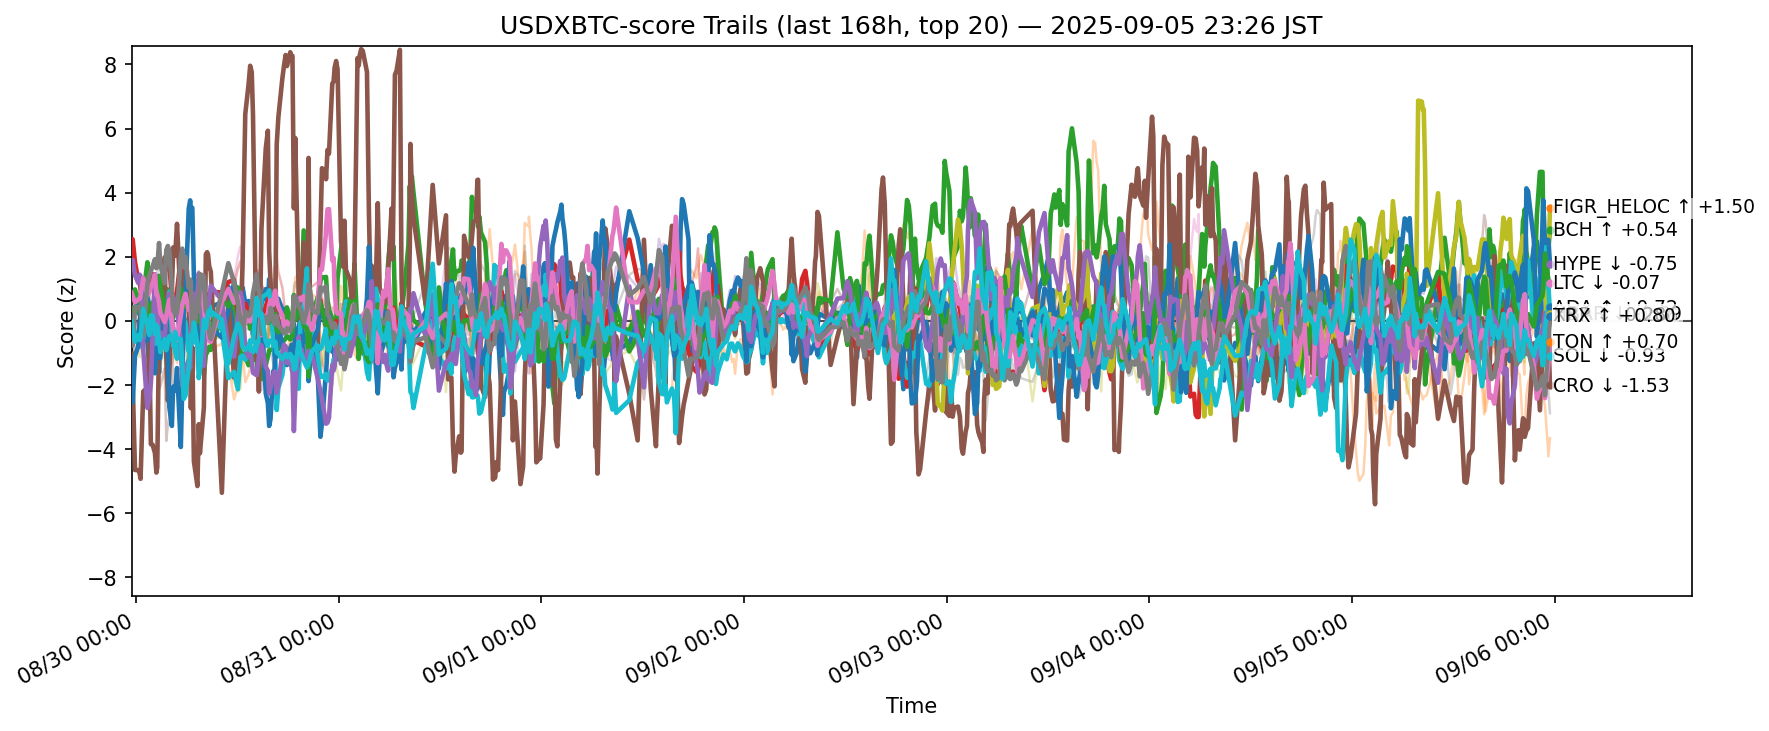 USDXBTC-score Trails (last 168h, top 20) — 2025-09-05 23:26 JST
Score (z)
8
6
4
2
0
−2
−4
−6
−8
FIGR_HELOC ↑ +1.50
BCH ↑ +0.54
HYPE ↓ -0.75
LTC ↓ -0.07
ADA ↑ +0.73
TRX ↑ +0.80
TON ↑ +0.70
SOL ↓ -0.93
CRO ↓ -1.53
08/30 00:00
08/31 00:00
09/01 00:00
09/02 00:00
09/03 00:00
09/04 00:00
09/05 00:00
09/06 00:00
Time